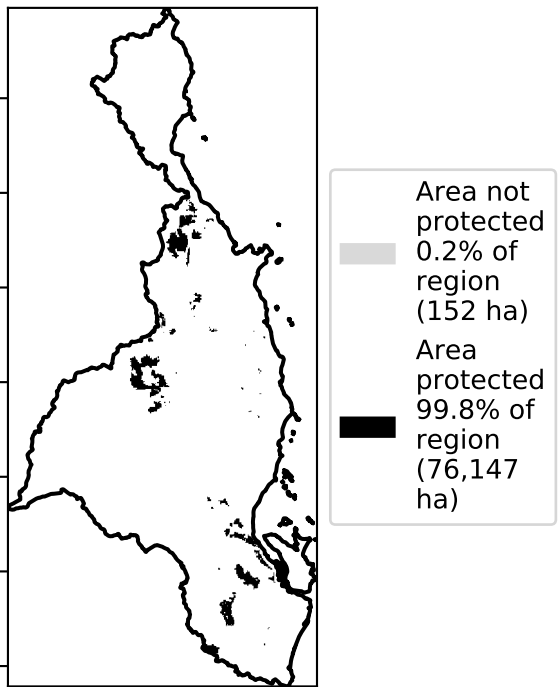 Area not
protected
0.2% of
region
(152 ha)
Area
protected
99.8% of
region
(76,147
ha)